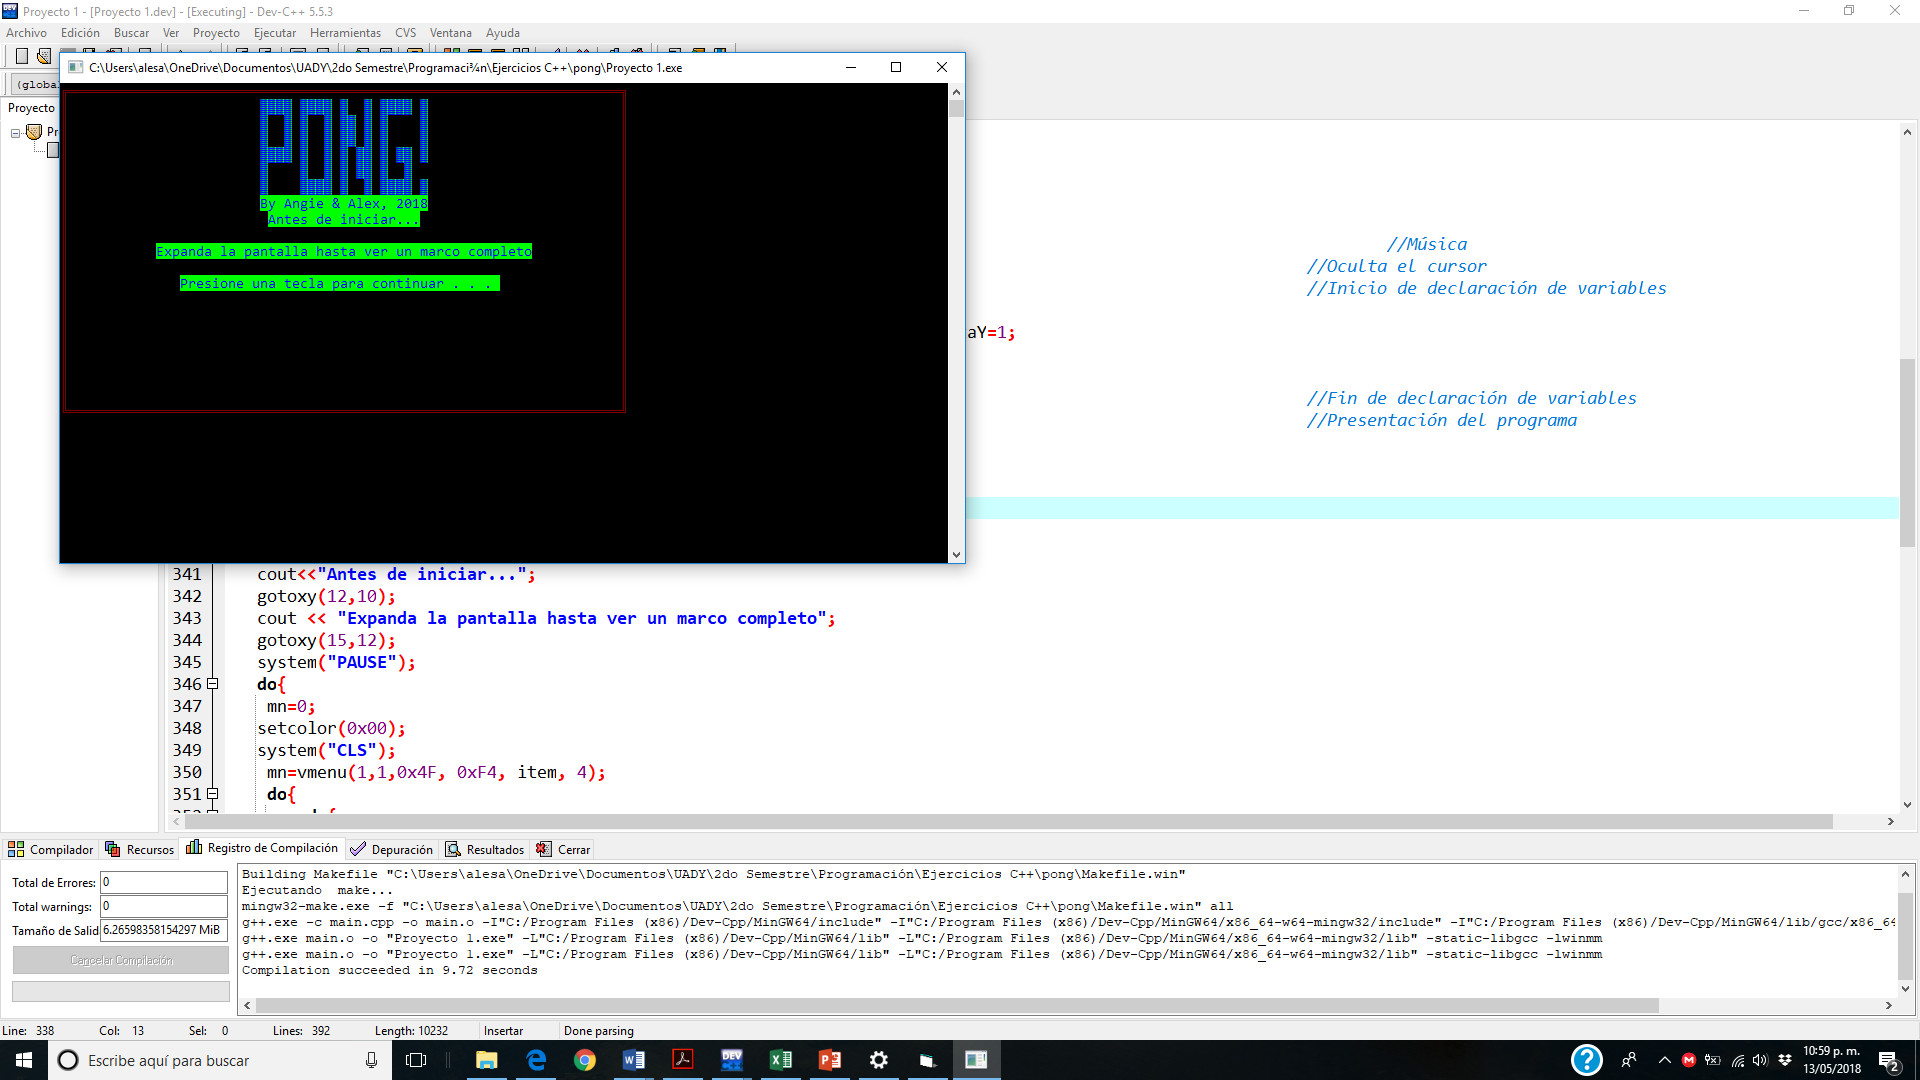 Proyecto 1 - [Proyecto 1.dev] - [Executing] - Dev-C++ 5.5.3
Archivo Edición Buscar Ver Proyecto Ejecutar Herramientas CVS Ventana Ayuda
C:\Users\alesa\OneDrive\Documentos\UADY\2do Semestre\Programaci¾n\Ejercicios C++\pong\Proyecto 1.exe
(globa
Proyecto
Pr
PONG!
By Angie & Alex, 2018
Antes de iniciar...
Expanda la pantalla hasta ver un marco completo
Presione una tecla para continuar . . .
//Música
//Oculta el cursor
//Inicio de declaración de variables
aY=1;
//Fin de declaración de variables
//Presentación del programa
341 cout<<"Antes de iniciar...";
342 gotoxy(12,10);
343 cout << "Expanda la pantalla hasta ver un marco completo";
344 gotoxy(15,12);
345 system("PAUSE");
346 do{
347 mn=0;
348 setcolor(0x00);
349 system("CLS");
350 mn=vmenu(1,1,0x4F, 0xF4, item, 4);
351 do{
Compilador Recursos Registro de Compilación Depuración Resultados Cerrar
Total de Errores: 0
Total warnings: 0
Tamaño de Salid 6.26598358154297 MiB
Cancelar Compilación
Building Makefile "C:\Users\alesa\OneDrive\Documentos\UADY\2do Semestre\Programación\Ejercicios C++\pong\Makefile.win"
Ejecutando make...
mingw32-make.exe -f "C:\Users\alesa\OneDrive\Documentos\UADY\2do Semestre\Programación\Ejercicios C++\pong\Makefile.win" all
g++.exe -c main.cpp -o main.o -I"C:/Program Files (x86)/Dev-Cpp/MinGW64/include" -I"C:/Program Files (x86)/Dev-Cpp/MinGW64/x86_64-w64-mingw32/include" -I"C:/Program Files (x86)/Dev-Cpp/MinGW64/lib/gcc/x86_64
g++.exe main.o -o "Proyecto 1.exe" -L"C:/Program Files (x86)/Dev-Cpp/MinGW64/lib" -L"C:/Program Files (x86)/Dev-Cpp/MinGW64/x86_64-w64-mingw32/lib" -static-libgcc -lwinmm
g++.exe main.o -o "Proyecto 1.exe" -L"C:/Program Files (x86)/Dev-Cpp/MinGW64/lib" -L"C:/Program Files (x86)/Dev-Cpp/MinGW64/x86_64-w64-mingw32/lib" -static-libgcc -lwinmm
Compilation succeeded in 9.72 seconds
Line: 338 Col: 13 Sel: 0 Lines: 392 Length: 10232 Insertar Done parsing
Escribe aquí para buscar
DEV
10:59 p. m.
13/05/2018
2